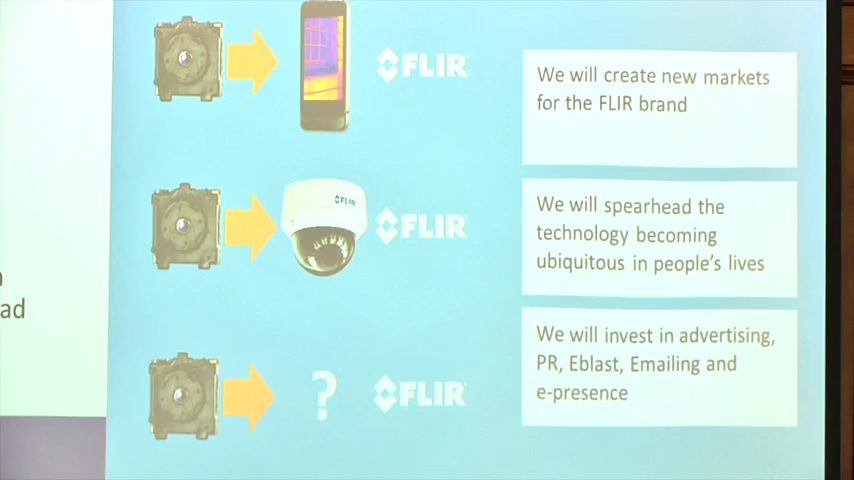 FLIR
We will create new markets
for the FLIR brand
FLIR
FLIR
We will spearhead the
technology becoming
ubiquitous in people's lives
ad
?
FLIR
We will invest in advertising,
PR, Eblast, Emailing and
e-presence